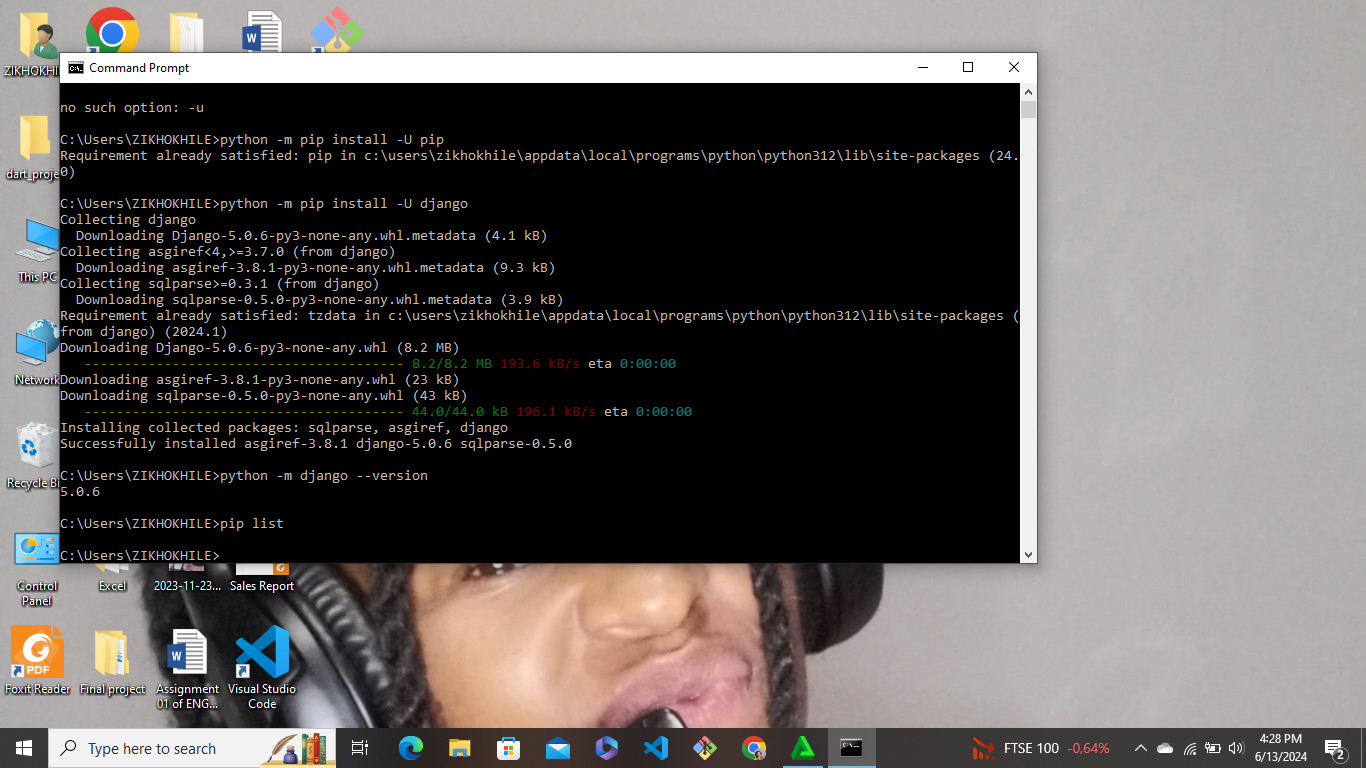 ZIKHOKHI
Command Prompt
no such option: -u
C:\Users\ZIKHOKHILE>python -m pip install -U pip
Requirement already satisfied: pip in c:\users\zikhokhile\appdata\local\programs\python\python312\lib\site-packages (24.
0)
dart_proje
C:\Users\ZIKHOKHILE>python -m pip install -U django
Collecting django
  Downloading Django-5.0.6-py3-none-any.whl.metadata (4.1 kB)
Collecting asgiref<4,>=3.7.0 (from django)
  Downloading asgiref-3.8.1-py3-none-any.whl.metadata (9.3 kB)
This PC
Collecting sqlparse>=0.3.1 (from django)
  Downloading sqlparse-0.5.0-py3-none-any.whl.metadata (3.9 kB)
Requirement already satisfied: tzdata in c:\users\zikhokhile\appdata\local\programs\python\python312\lib\site-packages (
from django) (2024.1)
Downloading Django-5.0.6-py3-none-any.whl (8.2 MB)
   ---------------------------------------- 8.2/8.2 MB 193.6 kB/s eta 0:00:00
Network
Downloading asgiref-3.8.1-py3-none-any.whl (23 kB)
Downloading sqlparse-0.5.0-py3-none-any.whl (43 kB)
   ---------------------------------------- 44.0/44.0 kB 196.1 kB/s eta 0:00:00
Installing collected packages: sqlparse, asgiref, django
Successfully installed asgiref-3.8.1 django-5.0.6 sqlparse-0.5.0
C:\Users\ZIKHOKHILE>python -m django --version
Recycle Bi
5.0.6
C:\Users\ZIKHOKHILE>pip list
C:\Users\ZIKHOKHILE>
Control
Panel
Excel
2023-11-23...
Sales Report
PDF
Foxit Reader
Final project
Assignment
01 of ENG...
Visual Studio
Code
Type here to search
FTSE 100 -0,64%
4:28 PM
6/13/2024
2